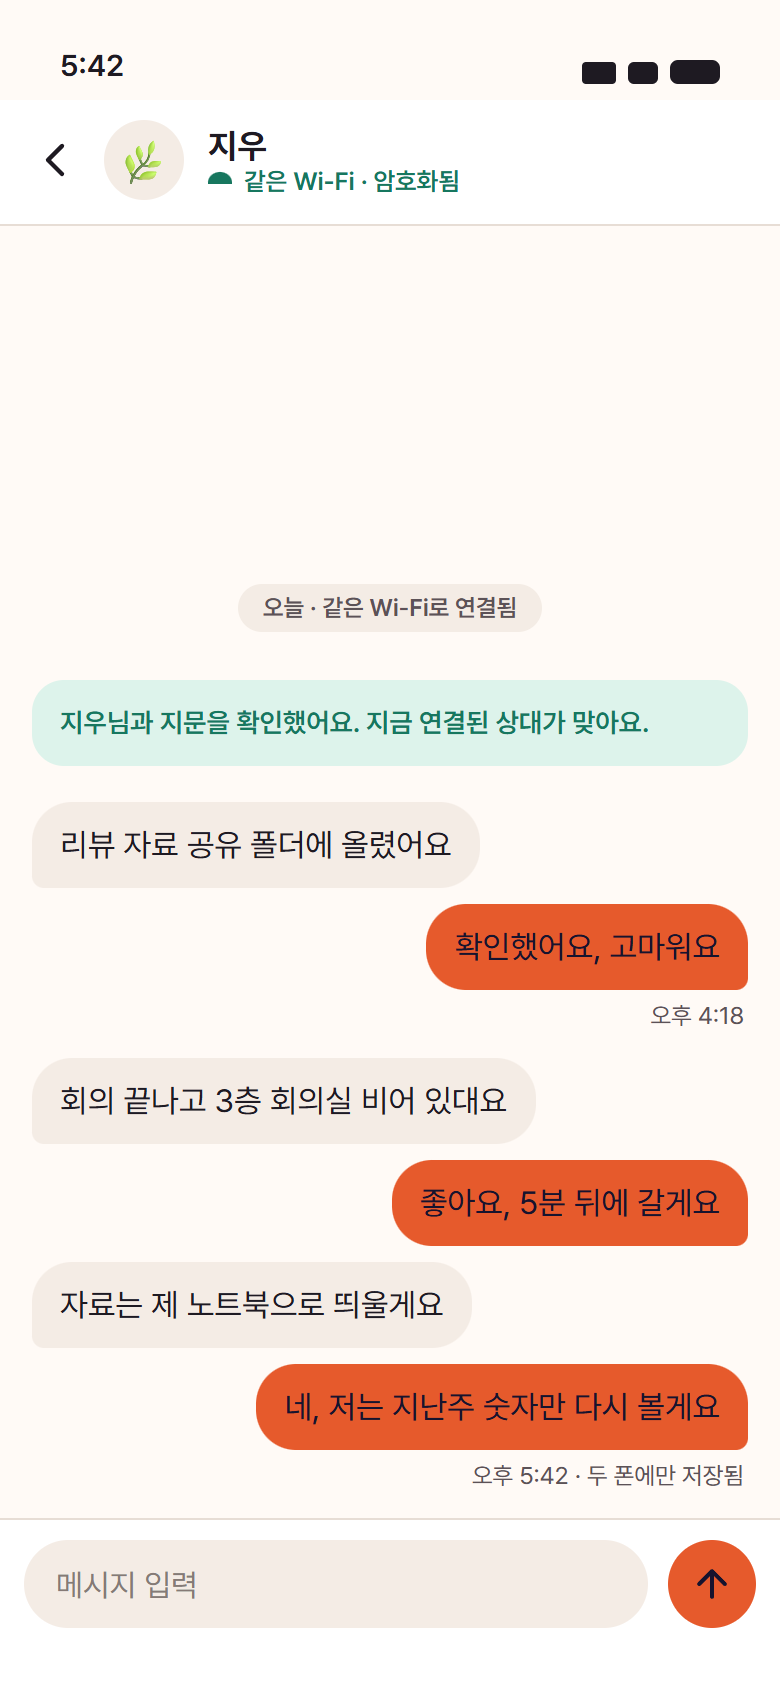 5:42
지우
같은 Wi-Fi · 암호화됨
오늘 · 같은 Wi-Fi로 연결됨
지우님과 지문을 확인했어요. 지금 연결된 상대가 맞아요.
리뷰 자료 공유 폴더에 올렸어요
확인했어요, 고마워요
오후 4:18
회의 끝나고 3층 회의실 비어 있대요
좋아요, 5분 뒤에 갈게요
자료는 제 노트북으로 띄울게요
네, 저는 지난주 숫자만 다시 볼게요
오후 5:42 · 두 폰에만 저장됨
메시지 입력